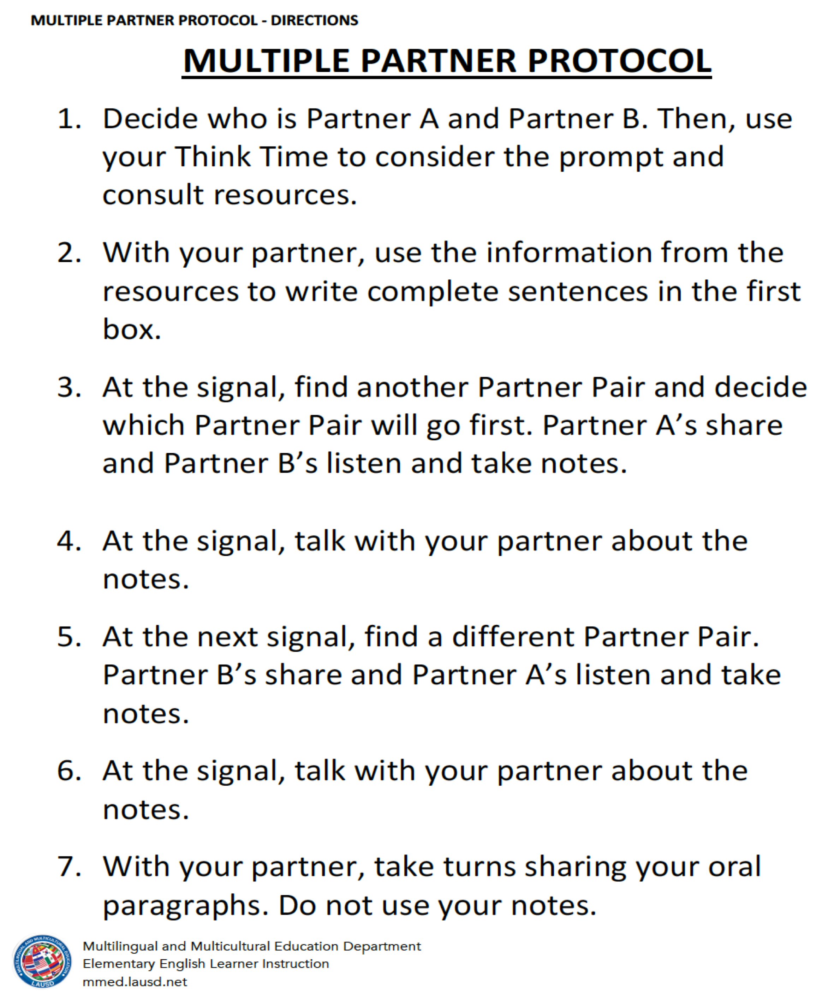 MULTIPLE PARTNER PROTOCOL - DIRECTIONS
MULTIPLE PARTNER PROTOCOL
1. Decide who is Partner A and Partner B. Then, use
your Think Time to consider the prompt and
consult resources.
2. With your partner, use the information from the
resources to write complete sentences in the first
box.
3. At the signal, find another Partner Pair and decide
which Partner Pair will go first. Partner A’s share
and Partner B’s listen and take notes.
4. At the signal, talk with your partner about the
notes.
5. At the next signal, find a different Partner Pair.
Partner B’s share and Partner A’s listen and take
notes.
6. At the signal, talk with your partner about the
notes.
7. With your partner, take turns sharing your oral
paragraphs. Do not use your notes.
MULTILINGUAL AND MULTICULTURAL EDUCATION
LAUSD
Multilingual and Multicultural Education Department
Elementary English Learner Instruction
mmed.lausd.net